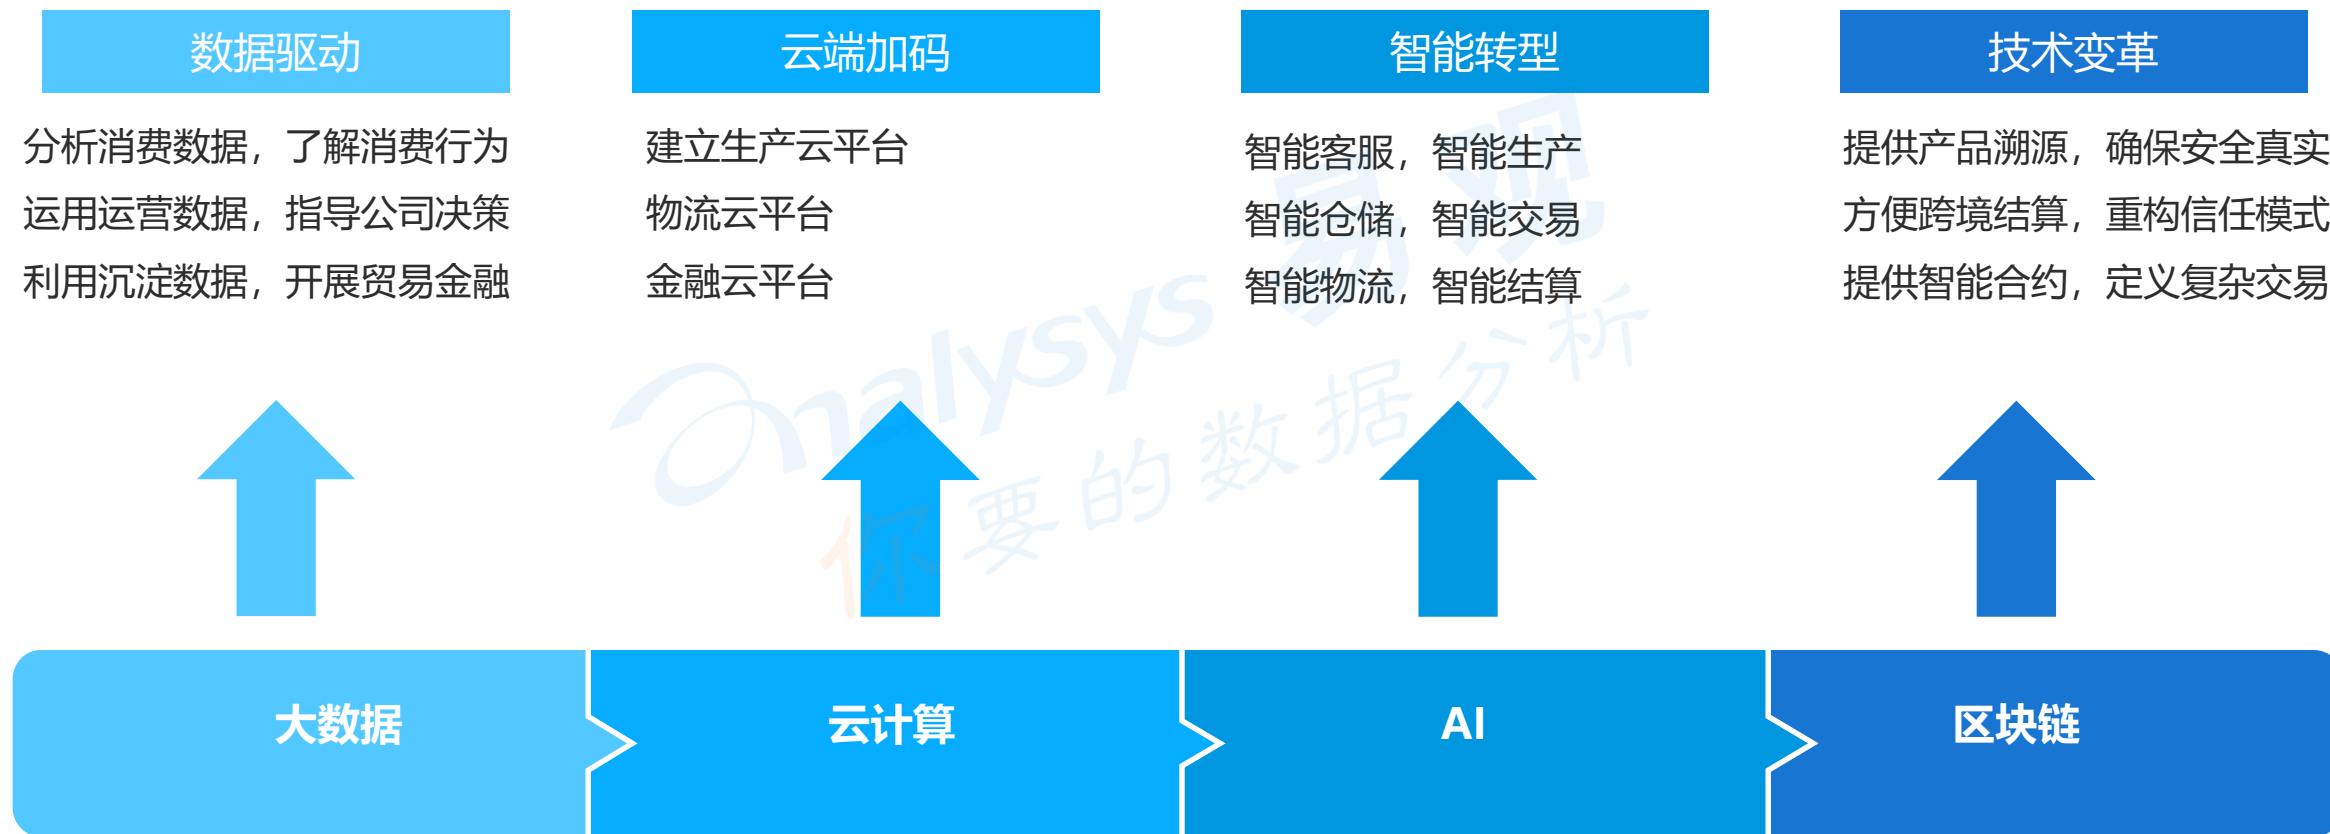 数据驱动
分析消费数据，了解消费行为
运用运营数据，指导公司决策
利用沉淀数据，开展贸易金融
云端加码
建立生产云平台
物流云平台
金融云平台
智能转型
智能客服，智能生产
智能仓储，智能交易
智能物流，智能结算
技术变革
提供产品溯源，确保安全真实
方便跨境结算，重构信任模式
提供智能合约，定义复杂交易
analysys 易观
你要的数据分析
大数据
云计算
AI
区块链